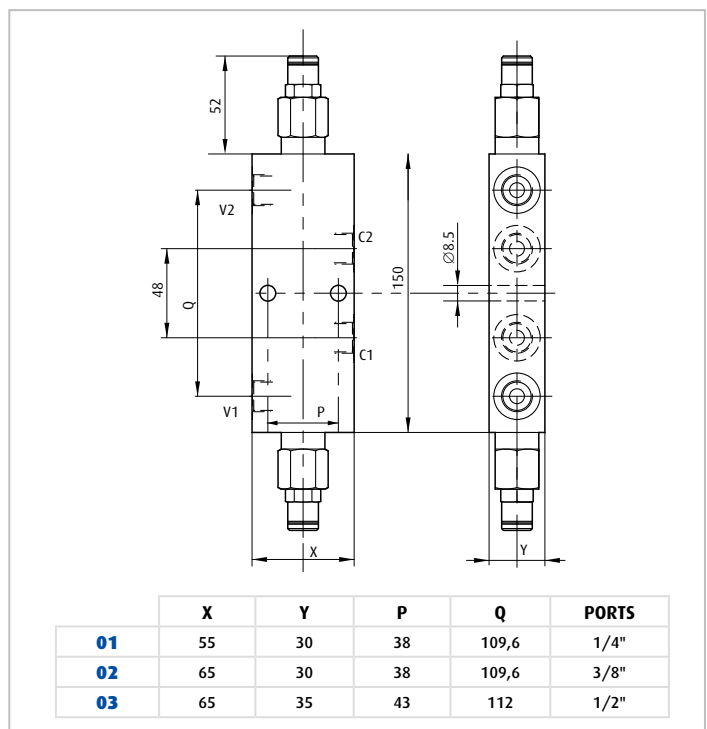 52
V2
C2
48
Q
150
Ø8.5
C1
V1
P
X
Y
X Y P Q PORTS
01 55 30 38 109,6 1/4"
02 65 30 38 109,6 3/8"
03 65 35 43 112 1/2"